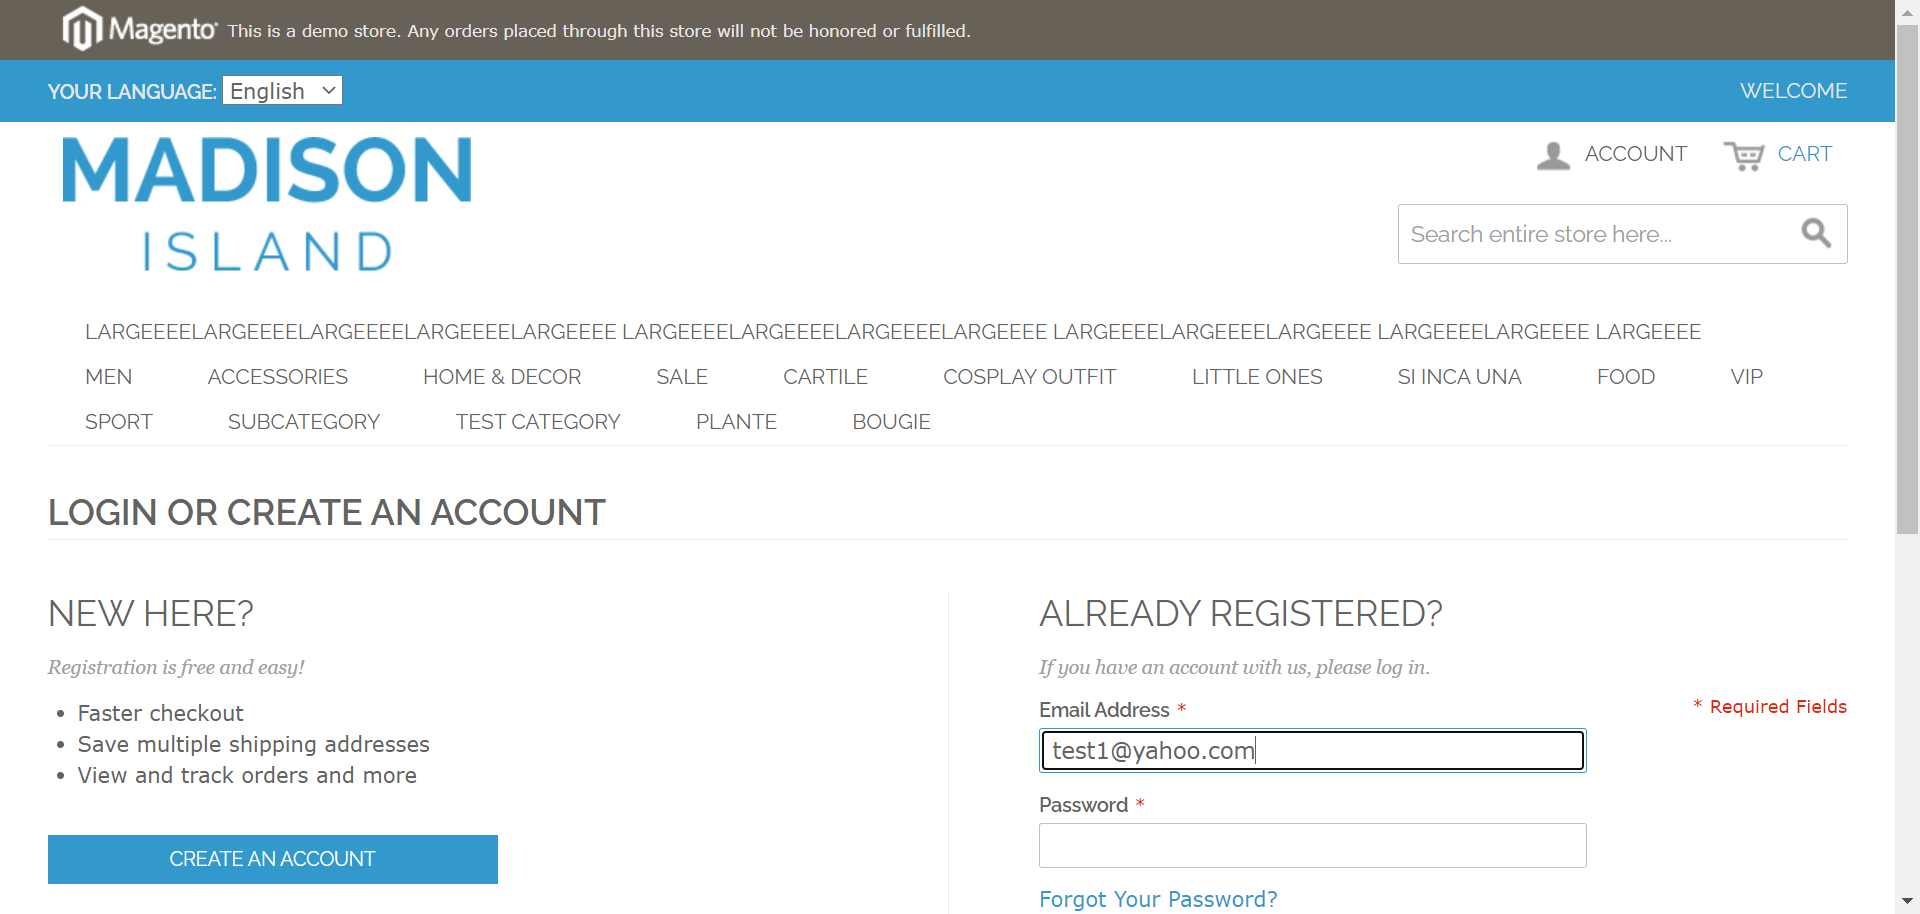 Magento This is a demo store. Any orders placed through this store will not be honored or fulfilled.
YOUR LANGUAGE: English WELCOME
MADISON
ISLAND
ACCOUNT CART
Search entire store here...
LARGEEEELARGEEEELARGEEEELARGEEEELARGEEEE LARGEEEELARGEEEELARGEEEELARGEEEE LARGEEEELARGEEEELARGEEEE LARGEEEELARGEEEE LARGEEEE
MEN ACCESSORIES HOME & DECOR SALE CARTILE COSPLAY OUTFIT LITTLE ONES SI INCA UNA FOOD VIP
SPORT SUBCATEGORY TEST CATEGORY PLANTE BOUGIE
LOGIN OR CREATE AN ACCOUNT
NEW HERE?
Registration is free and easy!
• Faster checkout
• Save multiple shipping addresses
• View and track orders and more
CREATE AN ACCOUNT
ALREADY REGISTERED?
If you have an account with us, please log in.
* Required Fields
Email Address *
test1@yahoo.com
Password *
Forgot Your Password?